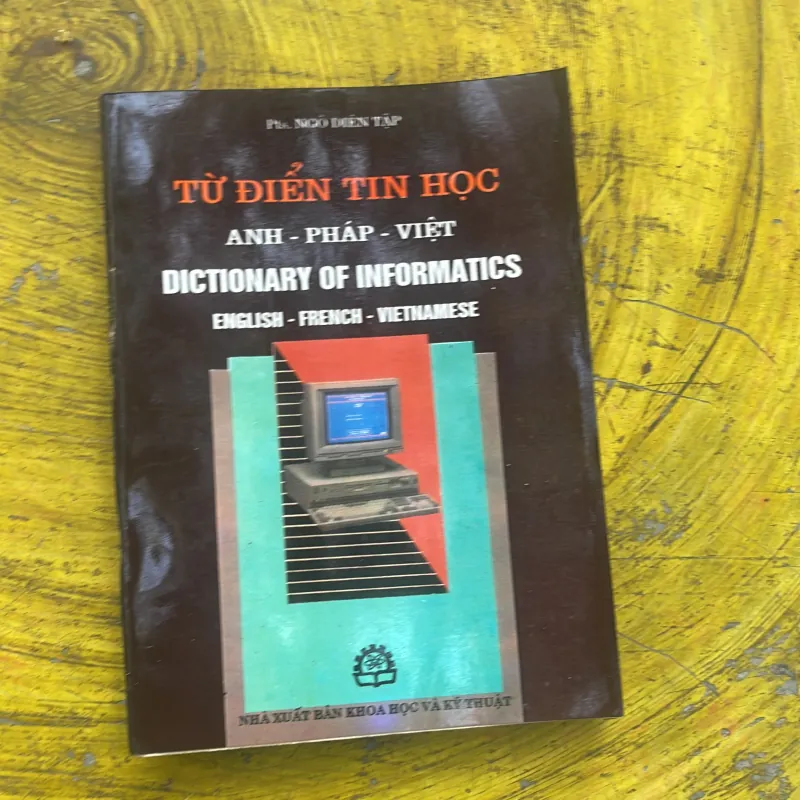 Pts. NGÔ DIÊN TẬP
TỪ ĐIỂN TIN HỌC
ANH - PHÁP - VIỆT
DICTIONARY OF INFORMATICS
ENGLISH - FRENCH - VIETNAMESE
NHÀ XUẤT BẢN KHOA HỌC VÀ KỸ THUẬT